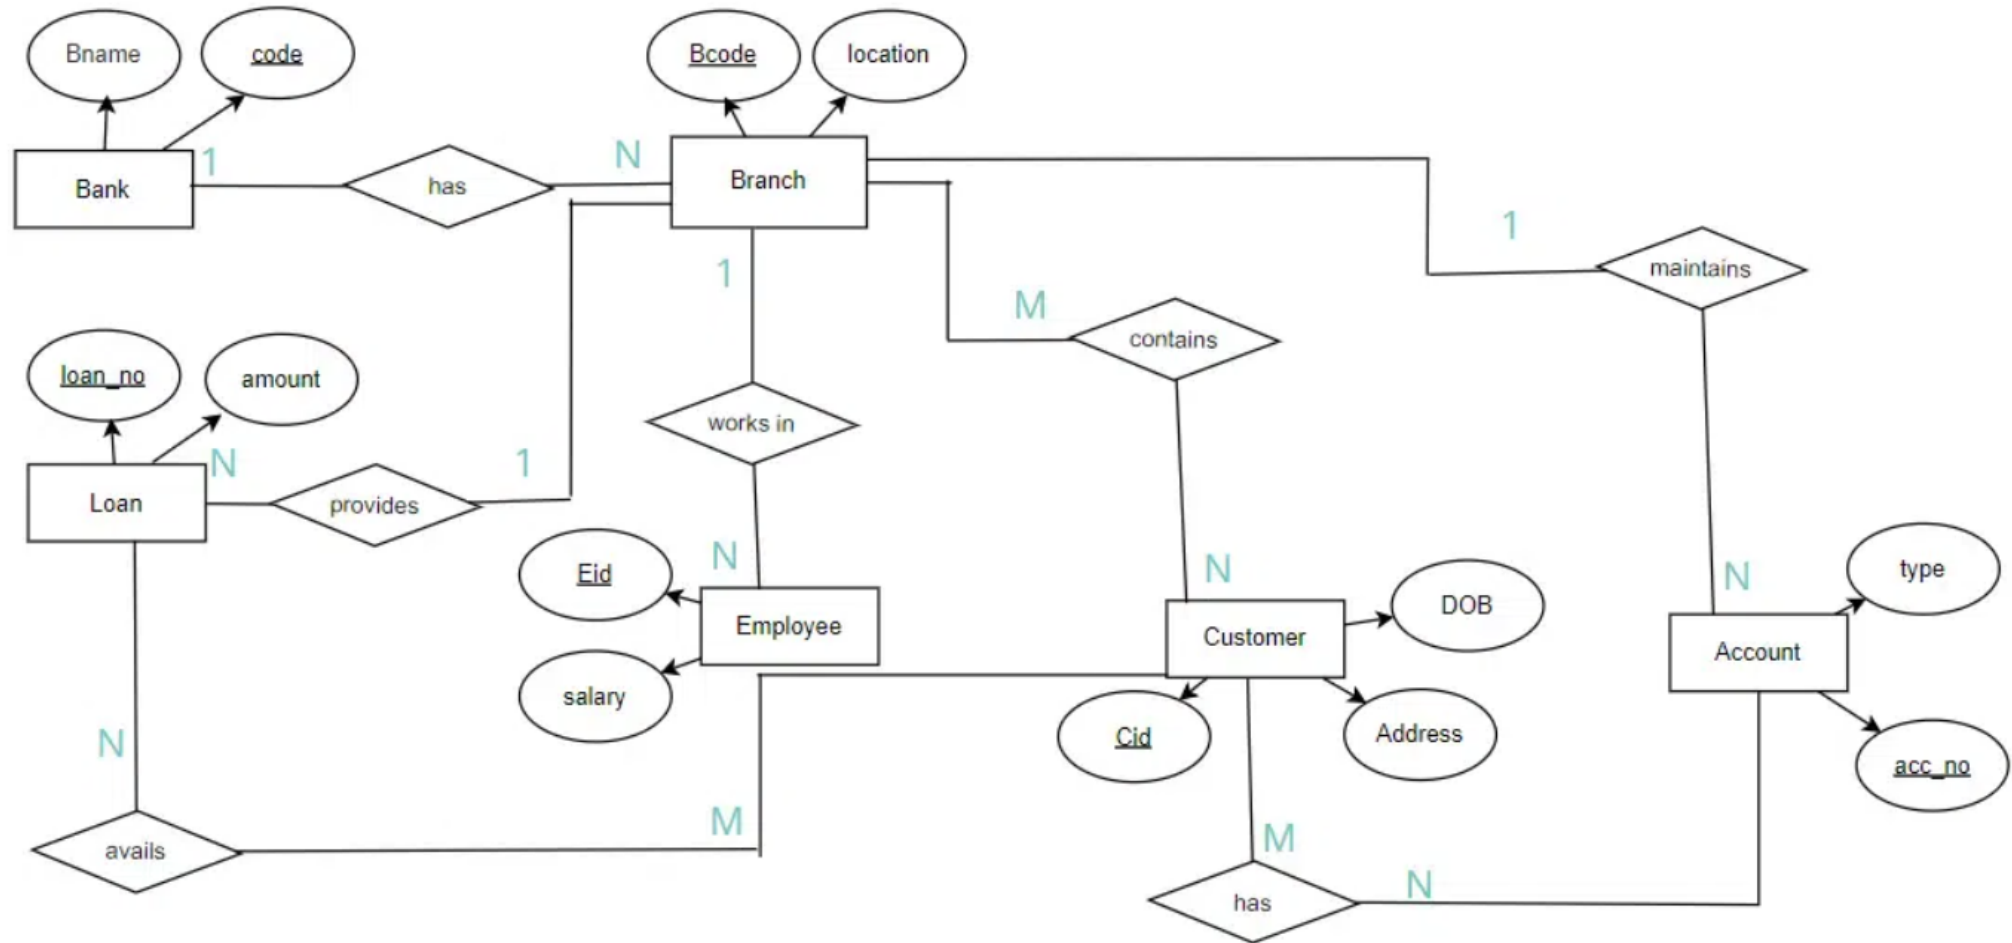 Bname
code
Bcode
location
Bank
1
has
N
Branch
1
maintains
1
M
contains
loan_no
amount
works in
N
1
Loan
provides
Eid
N
Employee
salary
N
Customer
DOB
N
type
Account
Cid
Address
acc_no
N
avails
M
M
has
N